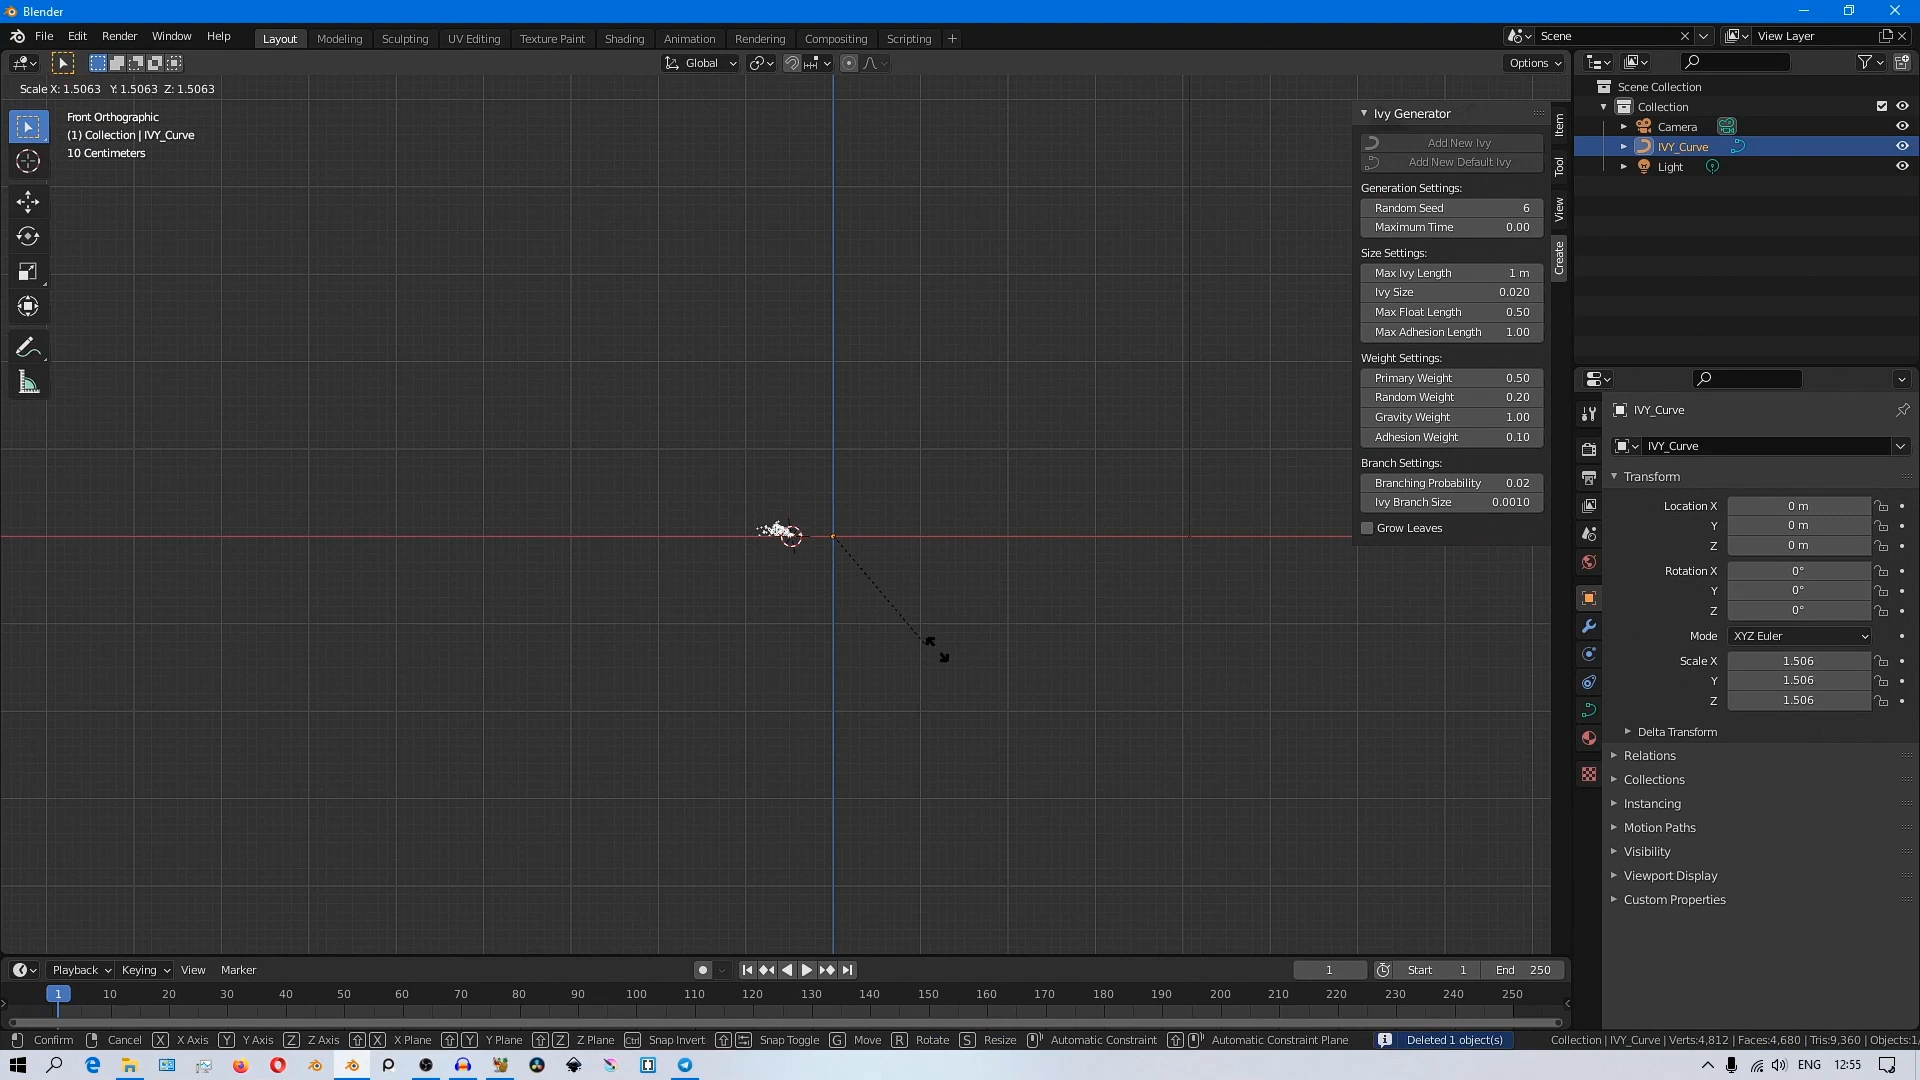 Blender
File Edit Render Window Help
Layout Modeling Sculpting UV Editing Texture Paint Shading Animation Rendering Compositing Scripting +
Scene
View Layer
Global
Options
Scale X: 1.5063 Y: 1.5063 Z: 1.5063
Front Orthographic
(1) Collection | IVY_Curve
10 Centimeters
Ivy Generator
Add New Ivy
Add New Default Ivy
Generation Settings:
Random Seed 6
Maximum Time 0.00
Size Settings:
Max Ivy Length 1 m
Ivy Size 0.020
Max Float Length 0.50
Max Adhesion Length 1.00
Weight Settings:
Primary Weight 0.50
Random Weight 0.20
Gravity Weight 1.00
Adhesion Weight 0.10
Branch Settings:
Branching Probability 0.02
Ivy Branch Size 0.0010
Grow Leaves
Item
Tool
View
Create
Scene Collection
Collection
Camera
IVY_Curve
Light
IVY_Curve
IVY_Curve
Transform
Location X 0 m
Y 0 m
Z 0 m
Rotation X 0°
Y 0°
Z 0°
Mode XYZ Euler
Scale X 1.506
Y 1.506
Z 1.506
Delta Transform
Relations
Collections
Instancing
Motion Paths
Visibility
Viewport Display
Custom Properties
Playback Keying View Marker
1 Start 1 End 250
1 10 20 30 40 50 60 70 80 90 100 110 120 130 140 150 160 170 180 190 200 210 220 230 240 250
Confirm Cancel X X Axis Y Y Axis Z Z Axis X X Plane Y Y Plane Z Z Plane Ctrl Snap Invert Snap Toggle G Move R Rotate S Resize Automatic Constraint Automatic Constraint Plane Deleted 1 object(s) Collection | IVY_Curve | Verts:4,812 | Faces:4,680 | Tris:9,360 | Objects:1
ENG 12:55